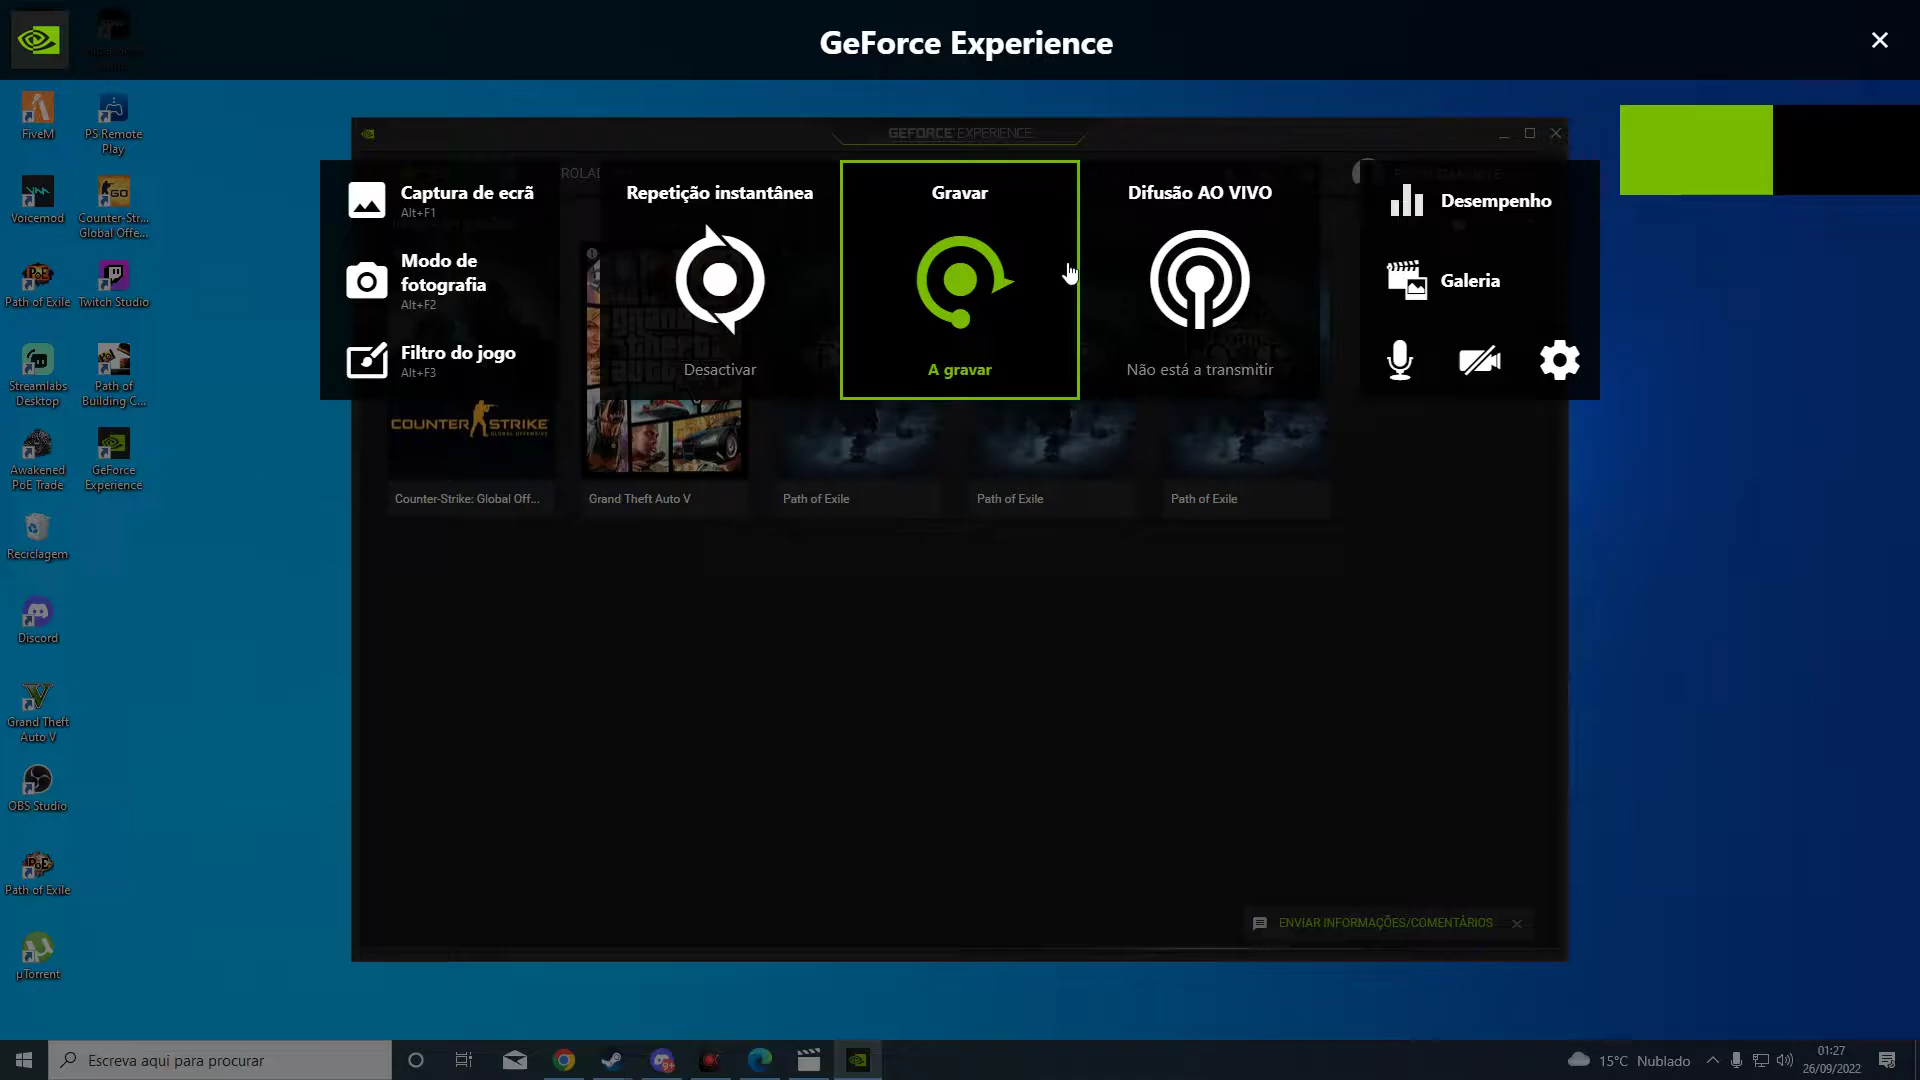 GeForce Experience
GEFORCE EXPERIENCE
ROLAD
Captura de ecrã
Alt+F1
Modo de
fotografia
Alt+F2
Filtro do jogo
Alt+F3
Repetição instantânea
Desactivar
Gravar
A gravar
Difusão AO VIVO
Não está a transmitir
Desempenho
Galeria
COUNTER STRIKE
GLOBAL OFFENSIVE
Counter-Strike: Global Off...
Grand Theft Auto V
Path of Exile
Path of Exile
Path of Exile
ENVIAR INFORMAÇÕES/COMENTÁRIOS
FiveM
PS Remote
Play
Voicemod
Counter-Str...
Global Offe...
Path of Exile
Twitch Studio
Streamlabs
Desktop
Path of
Building C...
Awakened
PoE Trade
GeForce
Experience
Reciclagem
Discord
Grand Theft
Auto V
OBS Studio
Path of Exile
µTorrent
Escreva aqui para procurar
15°C Nublado
01:27
26/09/2022